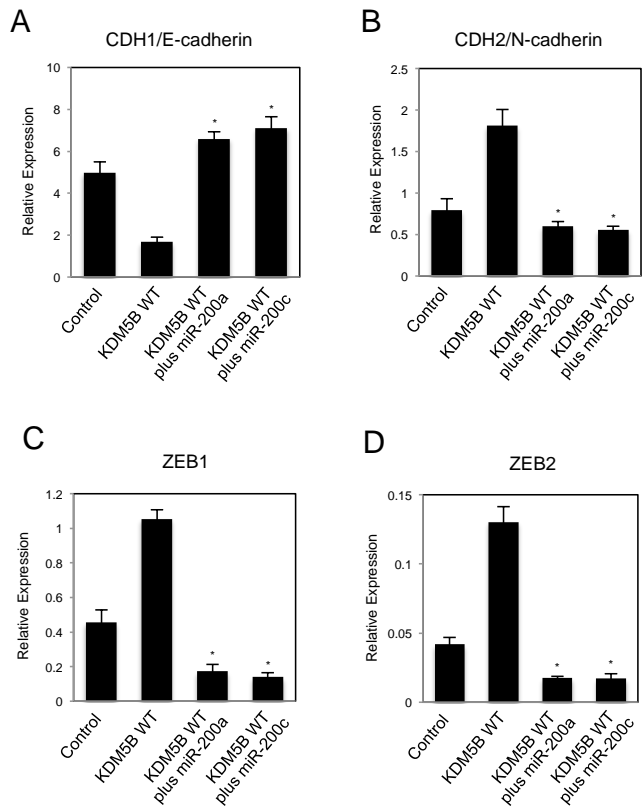 A
CDH1/E-cadherin
Relative Expression
10
8
6
4
2
0
*
*
Control
KDM5B WT
KDM5B WT
plus miR-200a
KDM5B WT
plus miR-200c
B
CDH2/N-cadherin
Relative Expression
2.5
2
1.5
1
0.5
0
*
*
Control
KDM5B WT
KDM5B WT
plus miR-200a
KDM5B WT
plus miR-200c
C
ZEB1
Relative Expression
1.2
1
0.8
0.6
0.4
0.2
0
*
*
Control
KDM5B WT
KDM5B WT
plus miR-200a
KDM5B WT
plus miR-200c
D
ZEB2
Relative Expression
0.15
0.1
0.05
0
*
*
Control
KDM5B WT
KDM5B WT
plus miR-200a
KDM5B WT
plus miR-200c